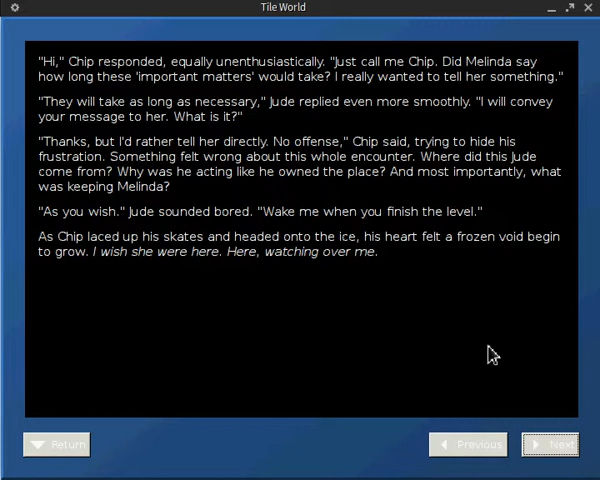 Tile World
"Hi," Chip responded, equally unenthusiastically. "Just call me Chip. Did Melinda say
how long these 'important matters' would take? I really wanted to tell her something."
"They will take as long as necessary," Jude replied even more smoothly. "I will convey
your message to her. What is it?"
"Thanks, but I'd rather tell her directly. No offense," Chip said, trying to hide his
frustration. Something felt wrong about this whole encounter. Where did this Jude
come from? Why was he acting like he owned the place? And most importantly, what
was keeping Melinda?
"As you wish." Jude sounded bored. "Wake me when you finish the level."
As Chip laced up his skates and headed onto the ice, his heart felt a frozen void begin
to grow. I wish she were here. Here, watching over me.
Return
Previous
Next